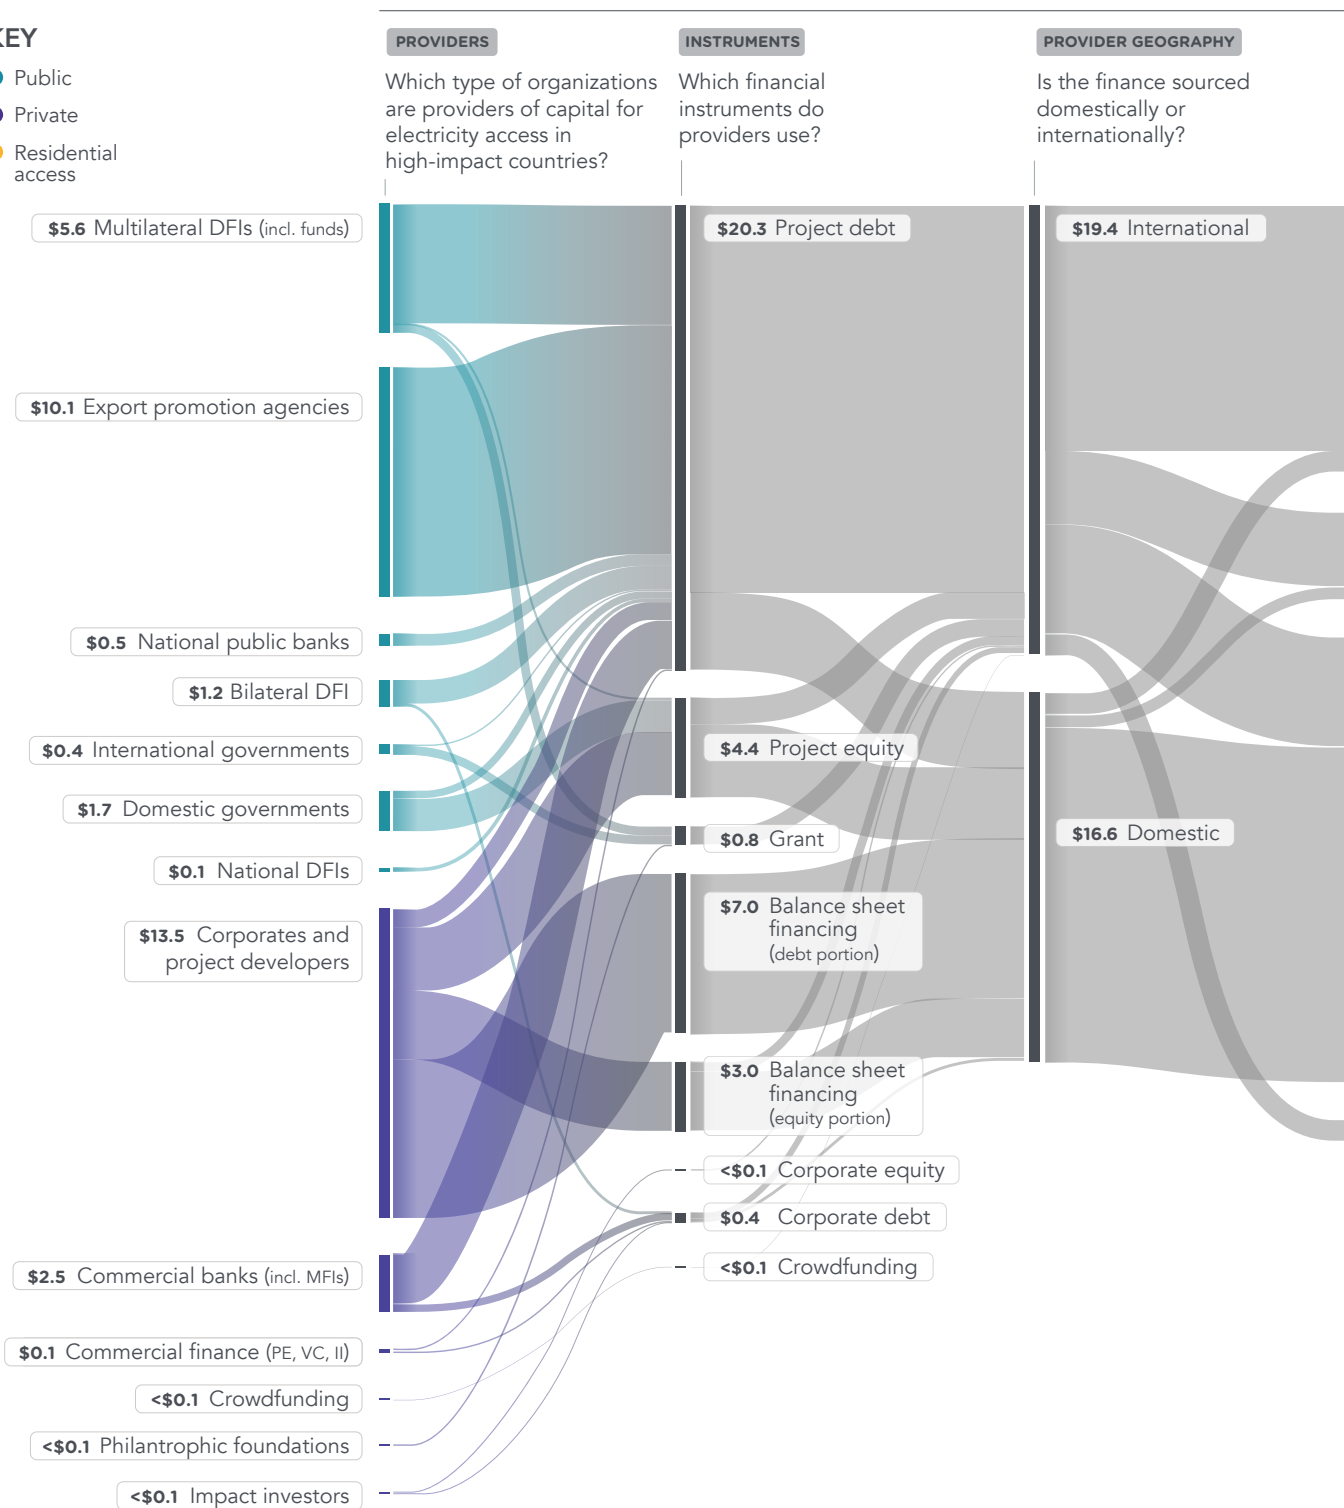 KEY
Public
Private
Residential
access
PROVIDERS
Which type of organizations
are providers of capital for
electricity access in
high-impact countries?
INSTRUMENTS
Which financial
instruments do
providers use?
PROVIDER GEOGRAPHY
Is the finance sourced
domestically or
internationally?
$5.6 Multilateral DFIs (incl. funds)
$10.1 Export promotion agencies
$0.5 National public banks
$1.2 Bilateral DFI
$0.4 International governments
$1.7 Domestic governments
$0.1 National DFIs
$13.5 Corporates and
project developers
$2.5 Commercial banks (incl. MFIs)
$0.1 Commercial finance (PE, VC, II)
<$0.1 Crowdfunding
<$0.1 Philantrophic foundations
<$0.1 Impact investors
$20.3 Project debt
$4.4 Project equity
$0.8 Grant
$7.0 Balance sheet
financing
(debt portion)
$3.0 Balance sheet
financing
(equity portion)
<$0.1 Corporate equity
$0.4 Corporate debt
<$0.1 Crowdfunding
$19.4 International
$16.6 Domestic